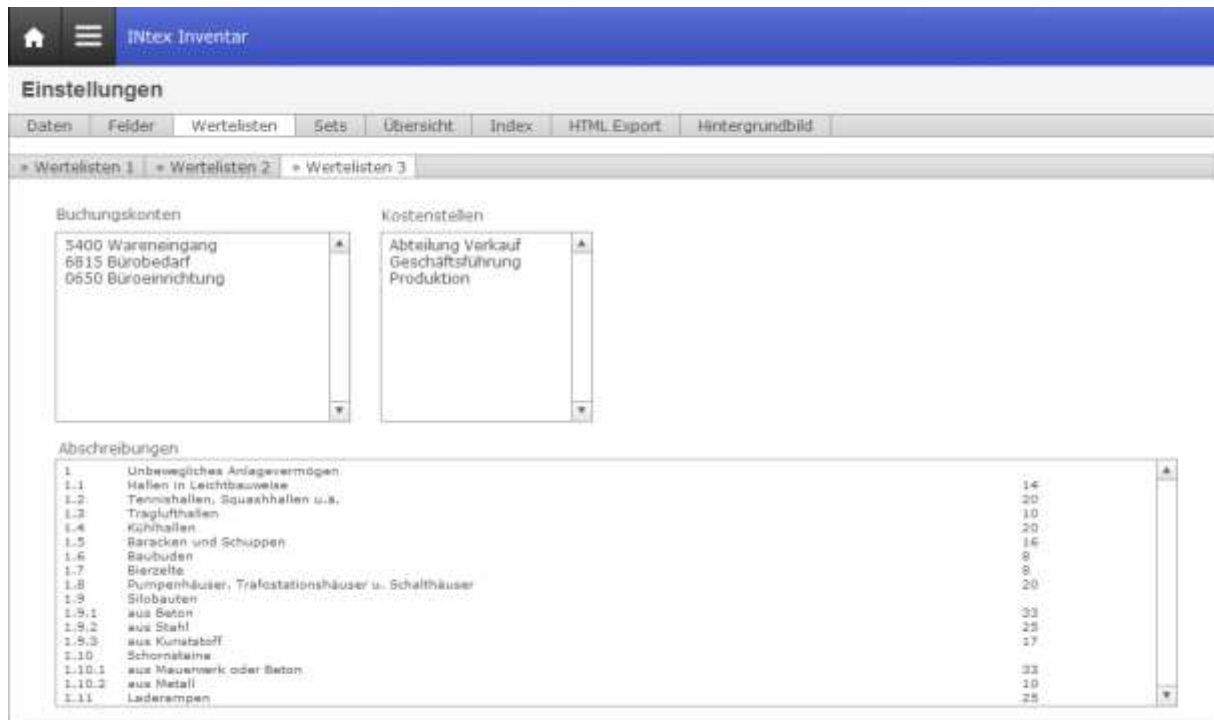 INtex Inventar
Einstellungen
Daten Felder Wertelisten Sets Übersicht Index HTML Export Hintergrundbild
» Wertelisten 1 » Wertelisten 2 » Wertelisten 3
Buchungskonten Kostenstellen
5400 Wareneingang Abteilung Verkauf
6815 Bürobedarf Geschäftsführung
0650 Büroeinrichtung Produktion
Abschreibungen
1 Unbewegliches Anlagevermögen
1.1 Hallen in Leichtbauweise 14
1.2 Tennishallen, Squashhallen u.ä. 20
1.3 Traglufthallen 10
1.4 Kühlhallen 20
1.5 Baracken und Schuppen 16
1.6 Baubuden 8
1.7 Bierzelte 8
1.8 Pumpenhäuser, Trafostationshäuser u. Schalthäuser 20
1.9 Silobauten
1.9.1 aus Beton 33
1.9.2 aus Stahl 25
1.9.3 aus Kunststoff 17
1.10 Schornsteine
1.10.1 aus Mauerwerk oder Beton 33
1.10.2 aus Metall 10
1.11 Laderampen 25